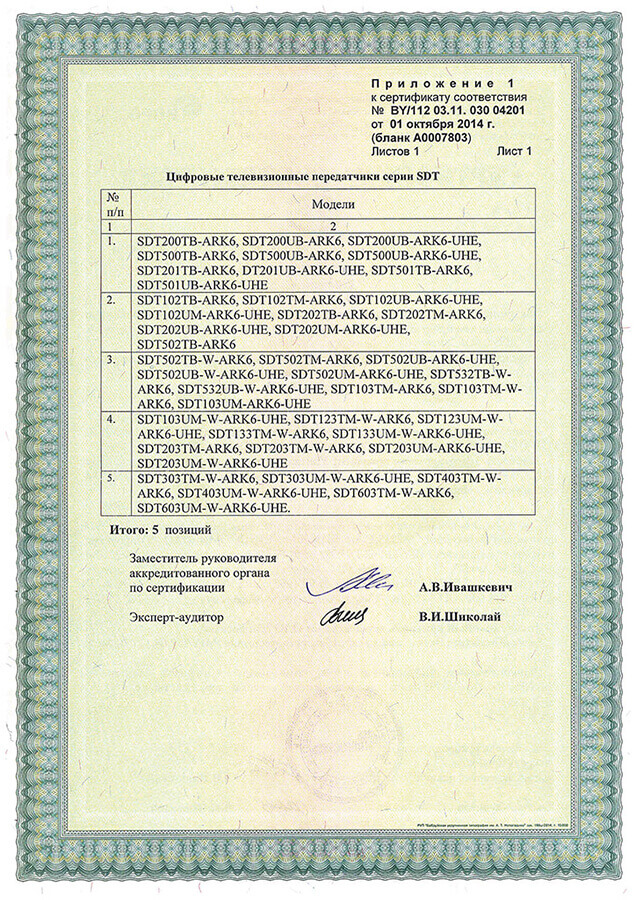 Приложение 1
к сертификату соответствия
№ BY/112 03.11. 030 04201
от 01 октября 2014 г.
(бланк А0007803)
Листов 1 Лист 1
Цифровые телевизионные передатчики серии SDT
№
п/п
Модели
1 2
1. SDT200TB-ARK6, SDT200UB-ARK6, SDT200UB-ARK6-UHE,
SDT500TB-ARK6, SDT500UB-ARK6, SDT500UB-ARK6-UHE,
SDT201TB-ARK6, DT201UB-ARK6-UHE, SDT501TB-ARK6,
SDT501UB-ARK6-UHE
2. SDT102TB-ARK6, SDT102TM-ARK6, SDT102UB-ARK6-UHE,
SDT102UM-ARK6-UHE, SDT202TB-ARK6, SDT202TM-ARK6,
SDT202UB-ARK6-UHE, SDT202UM-ARK6-UHE,
SDT502TB-ARK6
3. SDT502TB-W-ARK6, SDT502TM-ARK6, SDT502UB-ARK6-UHE,
SDT502UB-W-ARK6-UHE, SDT502UM-ARK6-UHE, SDT532TB-W-
ARK6, SDT532UB-W-ARK6-UHE, SDT103TM-ARK6, SDT103TM-W-
ARK6, SDT103UM-ARK6-UHE
4. SDT103UM-W-ARK6-UHE, SDT123TM-W-ARK6, SDT123UM-W-
ARK6-UHE, SDT133TM-W-ARK6, SDT133UM-W-ARK6-UHE,
SDT203TM-ARK6, SDT203TM-W-ARK6, SDT203UM-ARK6-UHE,
SDT203UM-W-ARK6-UHE
5. SDT303TM-W-ARK6, SDT303UM-W-ARK6-UHE, SDT403TM-W-
ARK6, SDT403UM-W-ARK6-UHE, SDT603TM-W-ARK6,
SDT603UM-W-ARK6-UHE.
Итого: 5 позиций
Заместитель руководителя
аккредитованного органа
по сертификации А.В.Ивашкевич
Эксперт-аудитор В.И.Шиколай